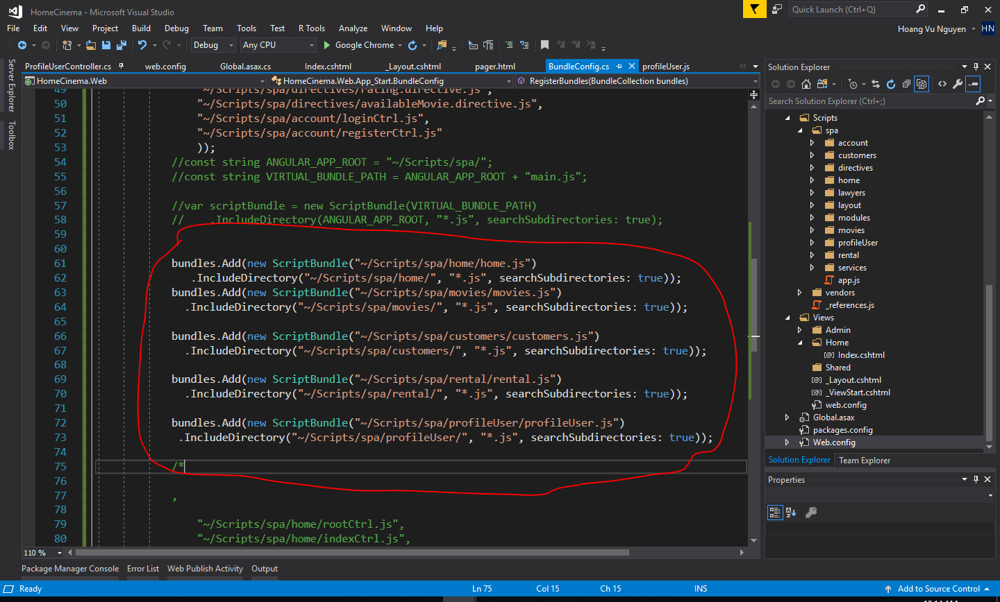 HomeCinema - Microsoft Visual Studio
Quick Launch (Ctrl+Q)
File Edit View Project Build Debug Team Tools Test R Tools Analyze Window Help
Hoang Vu Nguyen HN
Debug Any CPU Google Chrome
Server Explorer
Toolbox
ProfileUserController.cs web.config Global.asax.cs Index.cshtml _Layout.cshtml pager.html BundleConfig.cs profileUser.js
HomeCinema.Web HomeCinema.Web.App_Start.BundleConfig RegisterBundles(BundleCollection bundles)
49 "~/Scripts/spa/directives/rating.directive.js",
50 "~/Scripts/spa/directives/availableMovie.directive.js",
51 "~/Scripts/spa/account/loginCtrl.js",
52 "~/Scripts/spa/account/registerCtrl.js"
53 ));
54 //const string ANGULAR_APP_ROOT = "~/Scripts/spa/";
55 //const string VIRTUAL_BUNDLE_PATH = ANGULAR_APP_ROOT + "main.js";
56
57 //var scriptBundle = new ScriptBundle(VIRTUAL_BUNDLE_PATH)
58 //    .IncludeDirectory(ANGULAR_APP_ROOT, "*.js", searchSubdirectories: true);
59
60
61 bundles.Add(new ScriptBundle("~/Scripts/spa/home/home.js")
62 .IncludeDirectory("~/Scripts/spa/home/", "*.js", searchSubdirectories: true));
63 bundles.Add(new ScriptBundle("~/Scripts/spa/movies/movies.js")
64 .IncludeDirectory("~/Scripts/spa/movies/", "*.js", searchSubdirectories: true));
65
66 bundles.Add(new ScriptBundle("~/Scripts/spa/customers/customers.js")
67 .IncludeDirectory("~/Scripts/spa/customers/", "*.js", searchSubdirectories: true));
68
69 bundles.Add(new ScriptBundle("~/Scripts/spa/rental/rental.js")
70 .IncludeDirectory("~/Scripts/spa/rental/", "*.js", searchSubdirectories: true));
71
72 bundles.Add(new ScriptBundle("~/Scripts/spa/profileUser/profileUser.js")
73 .IncludeDirectory("~/Scripts/spa/profileUser/", "*.js", searchSubdirectories: true));
74
75 /*
76
77 ,
78
79 "~/Scripts/spa/home/rootCtrl.js",
80 "~/Scripts/spa/home/indexCtrl.js",
110 %
Solution Explorer
Search Solution Explorer (Ctrl+;)
Scripts
spa
account
customers
directives
home
lawyers
layout
modules
movies
profileUser
rental
services
app.js
vendors
_references.js
Views
Admin
Home
Index.cshtml
Shared
_Layout.cshtml
_ViewStart.cshtml
web.config
Global.asax
packages.config
Web.config
Solution Explorer Team Explorer
Properties
Package Manager Console Error List Web Publish Activity Output
Ready Ln 75 Col 15 Ch 15 INS Add to Source Control